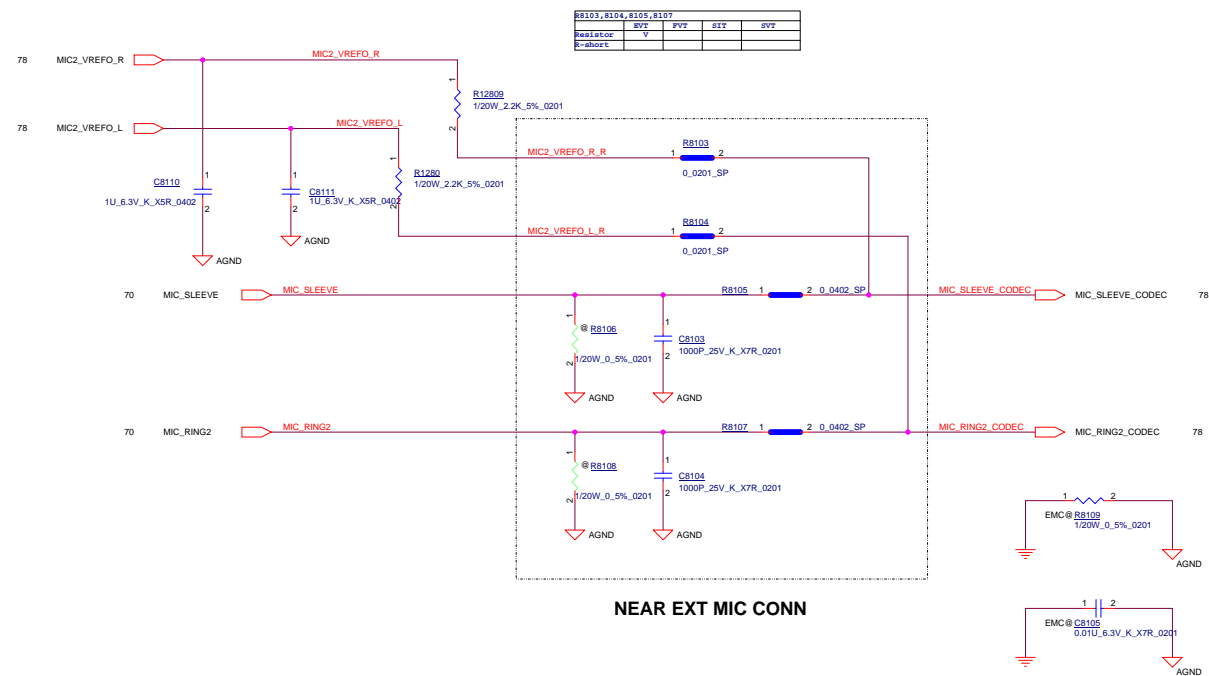 R8103,8104,8105,8107
EVT FVT SIT SVT
Resistor V
R-short
78 MIC2_VREFO_R MIC2_VREFO_R
1
R12809
1/20W_2.2K_5%_0201
2
78 MIC2_VREFO_L MIC2_VREFO_L
MIC2_VREFO_R_R 1 R8103 2
0_0201_SP
1
R1280
1/20W_2.2K_5%_0201
2
C8110 1
1U_6.3V_K_X5R_0402
2
1
C8111
1U_6.3V_K_X5R_0402
2
AGND
AGND
MIC2_VREFO_L_R 1 R8104 2
0_0201_SP
70 MIC_SLEEVE MIC_SLEEVE R8105 1 2 0_0402_SP MIC_SLEEVE_CODEC MIC_SLEEVE_CODEC 78
1
@ R8106
1/20W_0_5%_0201
2
1
C8103
1000P_25V_K_X7R_0201
2
AGND AGND
70 MIC_RING2 MIC_RING2 R8107 1 2 0_0402_SP MIC_RING2_CODEC MIC_RING2_CODEC 78
1
@ R8108
1/20W_0_5%_0201
2
1
C8104
1000P_25V_K_X7R_0201
2
AGND AGND
1 2
EMC@ R8109
1/20W_0_5%_0201
AGND
NEAR EXT MIC CONN
1 2
EMC@ C8105
0.01U_6.3V_K_X7R_0201
AGND